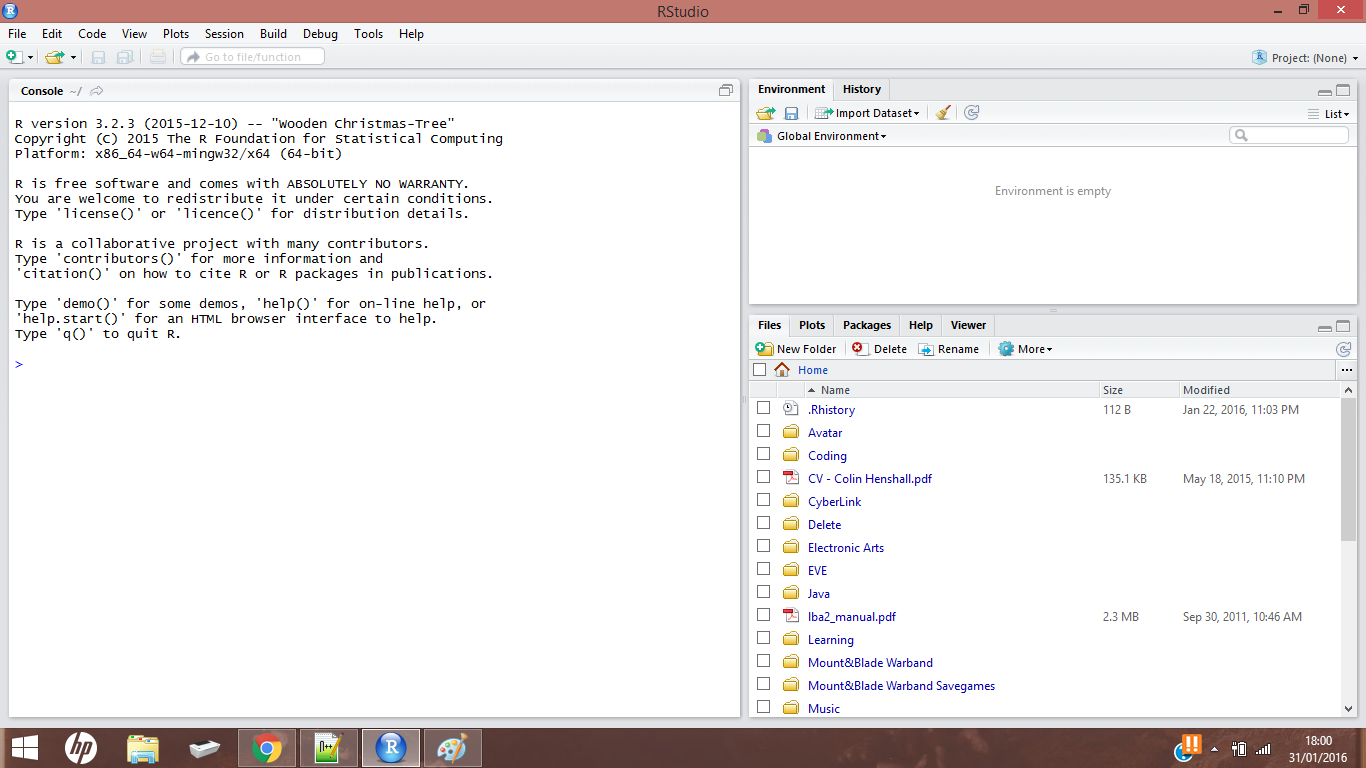 RStudio
File Edit Code View Plots Session Build Debug Tools Help
Go to file/function
Project: (None)
Console ~/
R version 3.2.3 (2015-12-10) -- "Wooden Christmas-Tree"
Copyright (C) 2015 The R Foundation for Statistical Computing
Platform: x86_64-w64-mingw32/x64 (64-bit)
R is free software and comes with ABSOLUTELY NO WARRANTY.
You are welcome to redistribute it under certain conditions.
Type 'license()' or 'licence()' for distribution details.
R is a collaborative project with many contributors.
Type 'contributors()' for more information and
'citation()' on how to cite R or R packages in publications.
Type 'demo()' for some demos, 'help()' for on-line help, or
'help.start()' for an HTML browser interface to help.
Type 'q()' to quit R.
>
Environment History
Import Dataset List
Global Environment
Environment is empty
Files Plots Packages Help Viewer
New Folder Delete Rename More
Home ...
Name Size Modified
.Rhistory 112 B Jan 22, 2016, 11:03 PM
Avatar
Coding
CV - Colin Henshall.pdf 135.1 KB May 18, 2015, 11:10 PM
CyberLink
Delete
Electronic Arts
EVE
Java
lba2_manual.pdf 2.3 MB Sep 30, 2011, 10:46 AM
Learning
Mount&Blade Warband
Mount&Blade Warband Savegames
Music
hp
18:00
31/01/2016